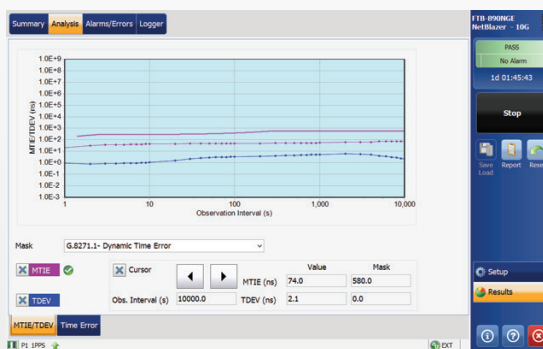 Summary Analysis Alarms/Errors Logger
FTB-890NGE
NetBlazer - 10G
PASS
No Alarm
1d 01:45:43
Stop
Save
Load
Report
Setup
Results
1.0E+9
1.0E+8
1.0E+7
1.0E+6
1.0E+5
1.0E+4
1.0E+3
1.0E+2
1.0E+1
1.0E+0
1.0E-1
1.0E-2
1.0E-3
MTIE/TDEV (ns)
1 10 100 1,000 10,000
Observation Interval (s)
Mask G.8271.1- Dynamic Time Error
MTIE
Cursor
Value Mask
MTIE (ns) 74.0 580.0
TDEV
Obs. Interval (s) 10000.0 TDEV (ns) 2.1 0.0
MTIE/TDEV Time Error
P1 1PPS
EXT